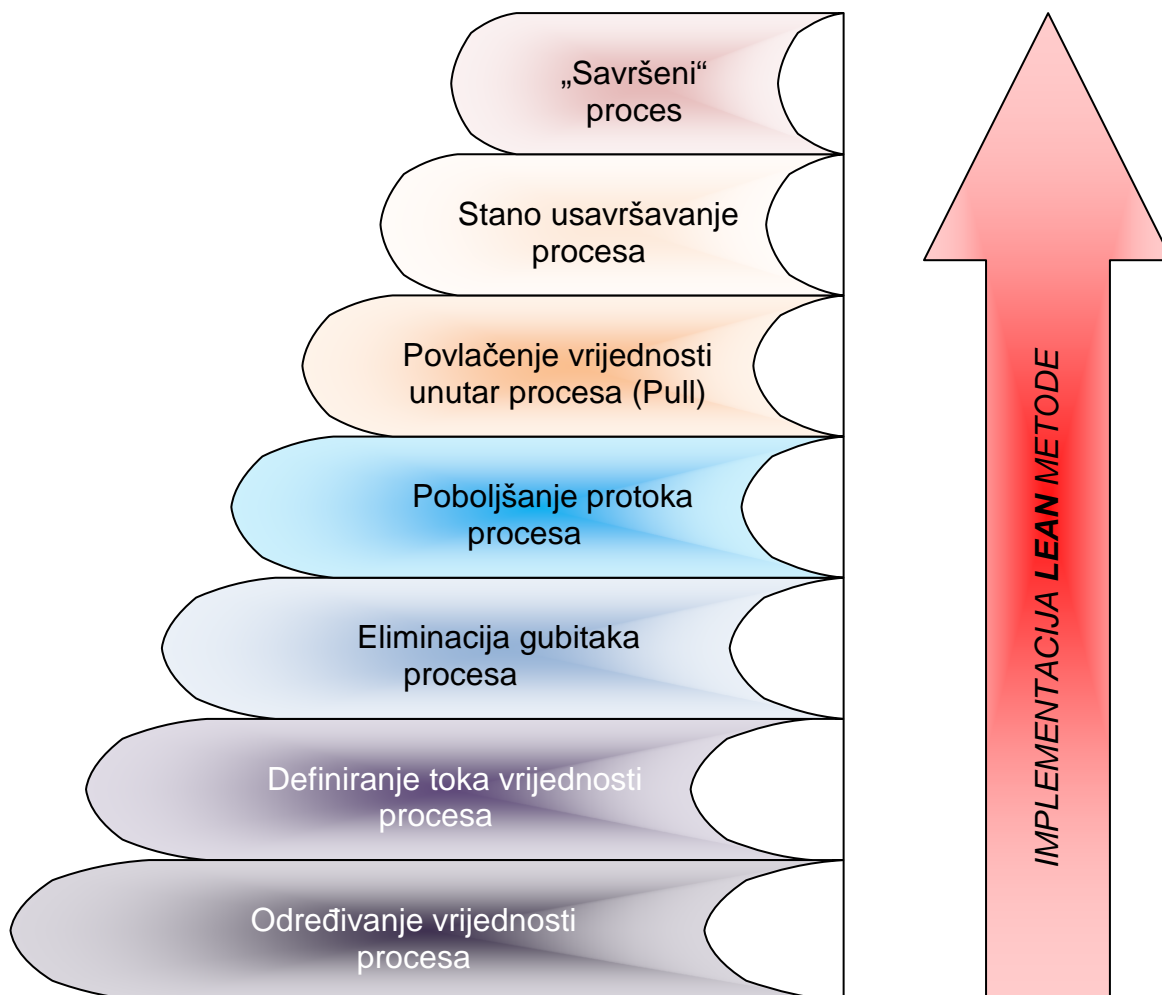 „Savršeni“
proces
Stano usavršavanje
procesa
Povlačenje vrijednosti
unutar procesa (Pull)
Poboljšanje protoka
procesa
Eliminacija gubitaka
procesa
Definiranje toka vrijednosti
procesa
Određivanje vrijednosti
procesa
IMPLEMENTACIJA LEAN METODE